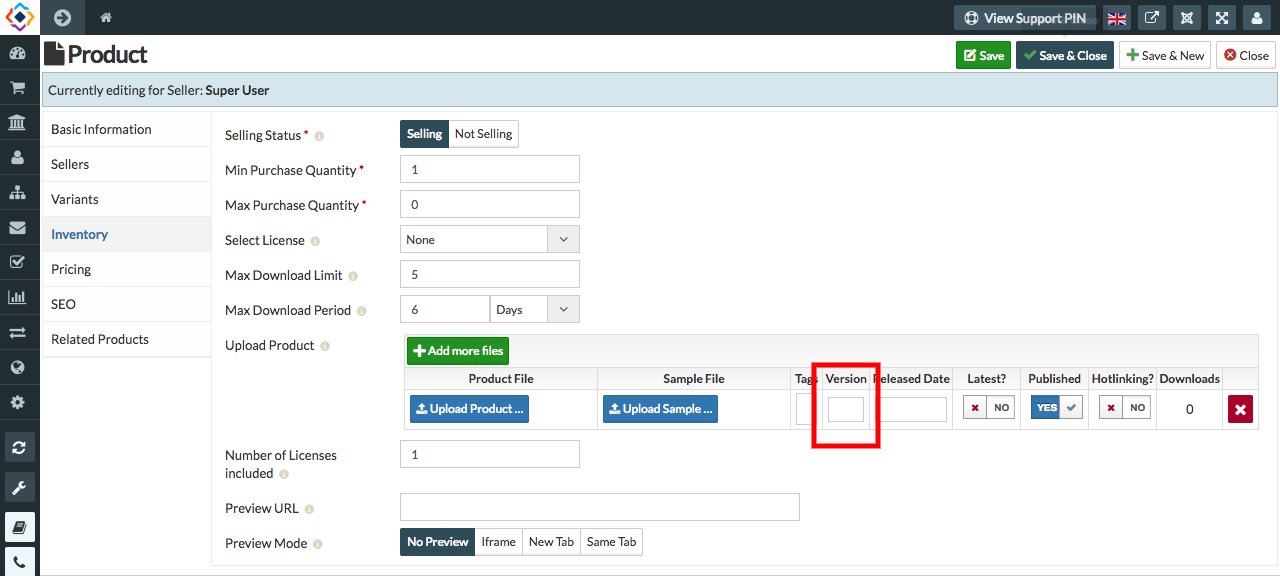 View Support PIN
Product
Save
Save & Close
Save & New
Close
Currently editing for Seller: Super User
Basic Information
Sellers
Variants
Inventory
Pricing
SEO
Related Products
Selling Status *
Selling
Not Selling
Min Purchase Quantity *
1
Max Purchase Quantity *
0
Select License
None
Max Download Limit
5
Max Download Period
6
Days
Upload Product
Add more files
Product File
Sample File
Tags
Version
Released Date
Latest?
Published
Hotlinking?
Downloads
Upload Product ...
Upload Sample ...
NO
YES
NO
0
Number of Licenses
included
1
Preview URL
Preview Mode
No Preview
Iframe
New Tab
Same Tab